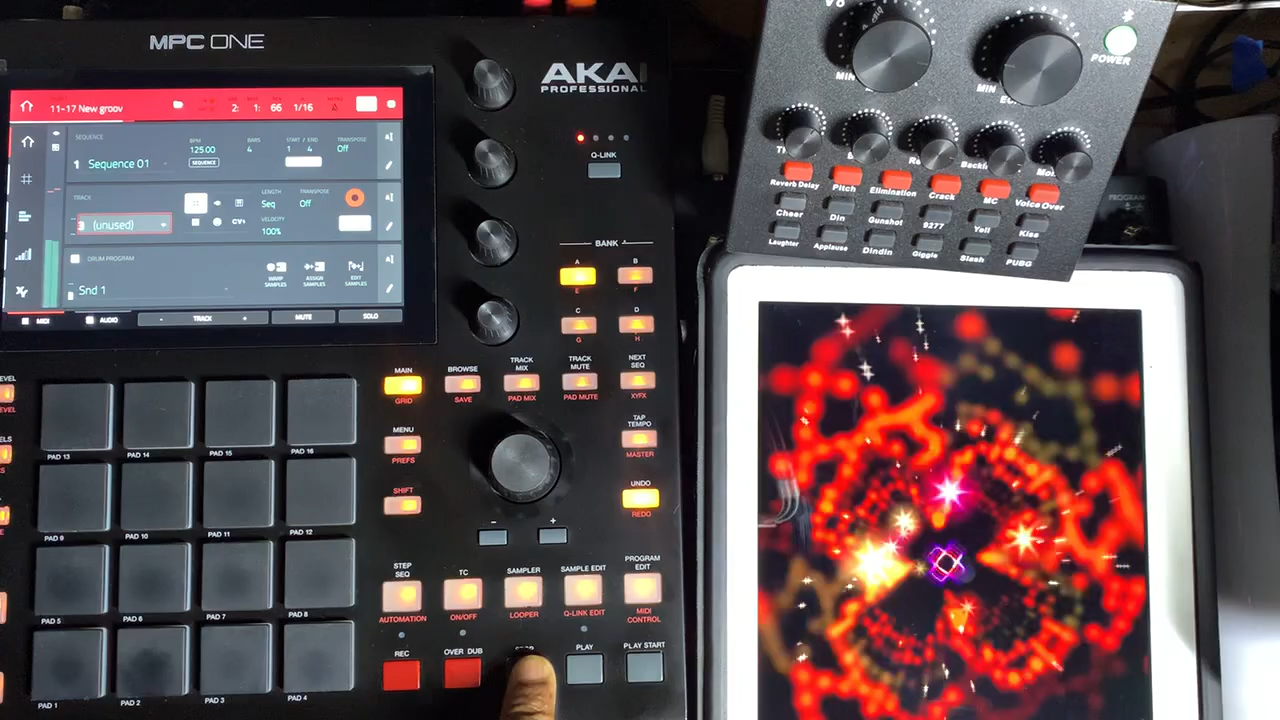 MPC ONE
AKAI
PROFESSIONAL
11-17 New groov
2: 1: 66 1/16
SEQUENCE
BPM
BARS
START / END
TRANSPOSE
1 Sequence 01
125.00
4
1 4
Off
SEQUENCE
TRACK
LENGTH
TRANSPOSE
Seq
Off
3 (unused)
CV
VELOCITY
100%
DRUM PROGRAM
Snd 1
WARP SAMPLES
ASSIGN SAMPLES
EDIT SAMPLES
MIDI
AUDIO
- TRACK +
MUTE
SOLO
Q-LINK
BANK
A
B
E
F
C
D
G
H
MAIN
BROWSE
TRACK MIX
TRACK MUTE
NEXT SEQ
GRID
SAVE
PAD MIX
PAD MUTE
XYFX
MENU
TAP TEMPO
PREFS
MASTER
SHIFT
UNDO
REDO
- +
STEP SEQ
TC
SAMPLER
SAMPLE EDIT
PROGRAM EDIT
AUTOMATION
ON/OFF
LOOPER
Q-LINK EDIT
MIDI CONTROL
REC
OVER DUB
PLAY
PLAY START
PAD 13
PAD 14
PAD 15
PAD 16
PAD 9
PAD 10
PAD 11
PAD 12
PAD 5
PAD 6
PAD 7
PAD 8
PAD 1
PAD 2
PAD 3
PAD 4
MIN
MIN
POWER
Reverb Delay
Pitch
Elimination
Crack
MC
Voice Over
Cheer
Din
Gunshot
9277
Yell
Kiss
Laughter
Applause
Dindin
Giggle
Slash
PUBG
PROGRAM